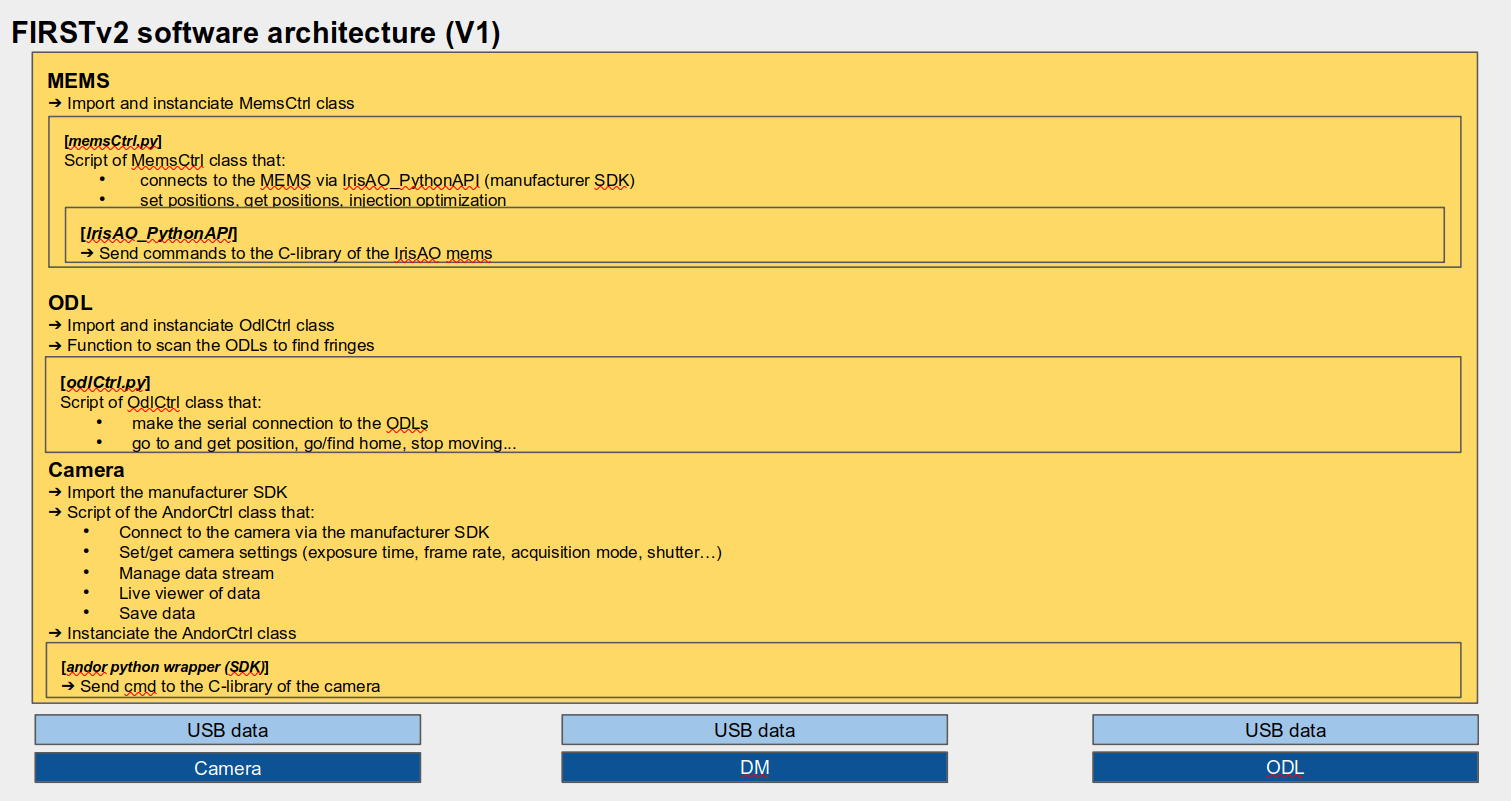 FIRSTv2 software architecture (V1)
MEMS
➔ Import and instanciate MemsCtrl class
[memsCtrl.py]
Script of MemsCtrl class that:
• connects to the MEMS via IrisAO_PythonAPI (manufacturer SDK)
• set positions, get positions, injection optimization
[IrisAO_PythonAPI]
➔ Send commands to the C-library of the IrisAO mems
ODL
➔ Import and instanciate OdlCtrl class
➔ Function to scan the ODLs to find fringes
[odlCtrl.py]
Script of OdlCtrl class that:
• make the serial connection to the ODLs
• go to and get position, go/find home, stop moving...
Camera
➔ Import the manufacturer SDK
➔ Script of the AndorCtrl class that:
• Connect to the camera via the manufacturer SDK
• Set/get camera settings (exposure time, frame rate, acquisition mode, shutter…)
• Manage data stream
• Live viewer of data
• Save data
➔ Instanciate the AndorCtrl class
[andor python wrapper (SDK)]
➔ Send cmd to the C-library of the camera
USB data
USB data
USB data
Camera
DM
ODL